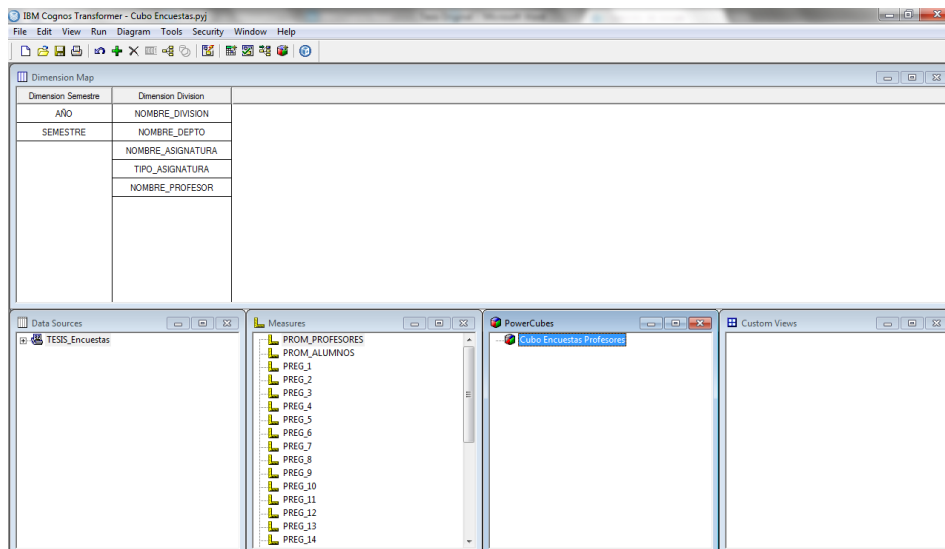 IBM Cognos Transformer - Cubo Encuestas.pyj
File Edit View Run Diagram Tools Security Window Help
Dimension Map
Dimension Semestre Dimension Division
AÑO NOMBRE_DIVISION
SEMESTRE NOMBRE_DEPTO
NOMBRE_ASIGNATURA
TIPO_ASIGNATURA
NOMBRE_PROFESOR
Data Sources
TESIS_Encuestas
Measures
PROM_PROFESORES
PROM_ALUMNOS
PREG_1
PREG_2
PREG_3
PREG_4
PREG_5
PREG_6
PREG_7
PREG_8
PREG_9
PREG_10
PREG_11
PREG_12
PREG_13
PREG_14
PowerCubes
Cubo Encuestas Profesores
Custom Views